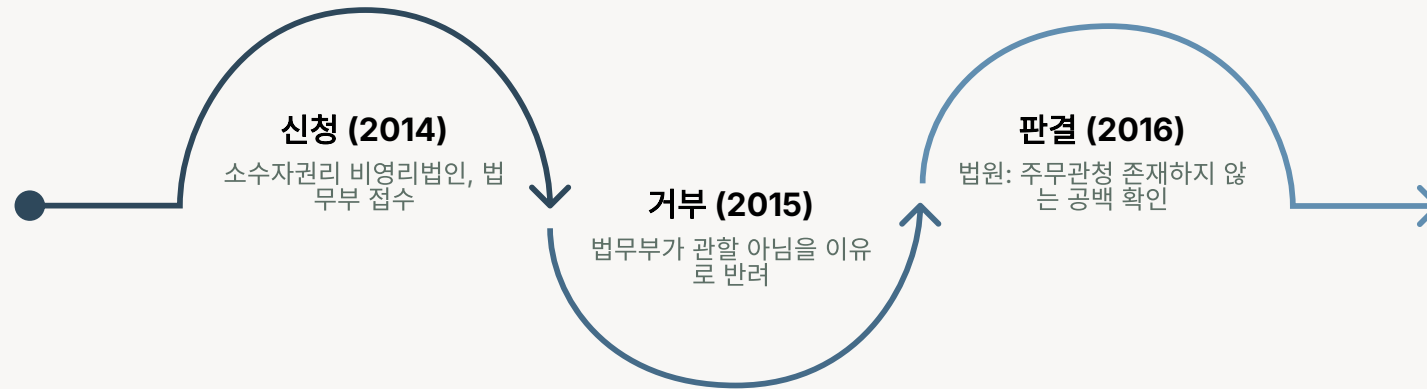 신청 (2014)
소수자권리 비영리법인, 법
무부 접수
거부 (2015)
법무부가 관할 아님을 이유
로 반려
판결 (2016)
법원: 주무관청 존재하지 않
는 공백 확인